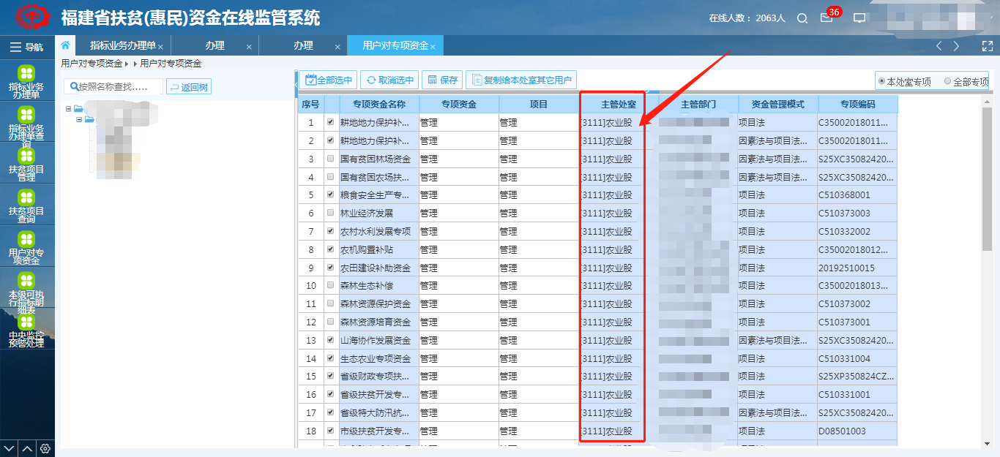 福建省扶贫(惠民)资金在线监管系统
在线人数： 2063人
36
导航
指标业务办理单×
办理 ×
办理 ×
用户对专项资金×
用户对专项资金 用户对专项资金
指标业务
办理单
指标业务
办理单查
询
扶贫项目
管理
扶贫项目
查询
用户对专
项资金
本级可执
行指标明
细表
中央监控
预警处理
按照名称查找.....
返回树
全部选中 取消选中 保存 复制给本处室其它用户
本处室专项 全部专项
序号 专项资金名称 专项资金 项目 主管处室 主管部门 资金管理模式 专项编码
1 耕地地力保护补... 管理 管理 [3111]农业股 项目法 C35002018011...
2 耕地地力保护补... 管理 管理 [3111]农业股 因素法与项目法... C35002018011...
3 国有贫困林场资金 管理 管理 [3111]农业股 因素法与项目法... S25XC35082420...
4 国有贫困农场扶... 管理 管理 [3111]农业股 因素法与项目法... S25XC35082420...
5 粮食安全生产专... 管理 管理 [3111]农业股 项目法 C510368001
6 林业经济发展 管理 管理 [3111]农业股 项目法 C510373003
7 农村水利发展专项 管理 管理 [3111]农业股 项目法 C510332002
8 农机购置补贴 管理 管理 [3111]农业股 项目法 C35002018012...
9 农田建设补助资金 管理 管理 [3111]农业股 项目法 20192510015
10 森林生态补偿 管理 管理 [3111]农业股 项目法 C35002018013...
11 森林资源保护资金 管理 管理 [3111]农业股 项目法 C510373002
12 森林资源培育资金 管理 管理 [3111]农业股 项目法 C510373001
13 山海协作发展资金 管理 管理 [3111]农业股 因素法与项目法... S25XC35082420...
14 生态农业专项资金 管理 管理 [3111]农业股 项目法 C510331004
15 省级财政专项扶... 管理 管理 [3111]农业股 项目法 S25XP350824CZ...
16 省级扶贫开发专... 管理 管理 [3111]农业股 项目法 C510331001
17 省级特大防汛抗... 管理 管理 [3111]农业股 因素法与项目法... S25XC35082420...
18 市级扶贫开发专... 管理 管理 [3111]农业股 项目法 D08501003